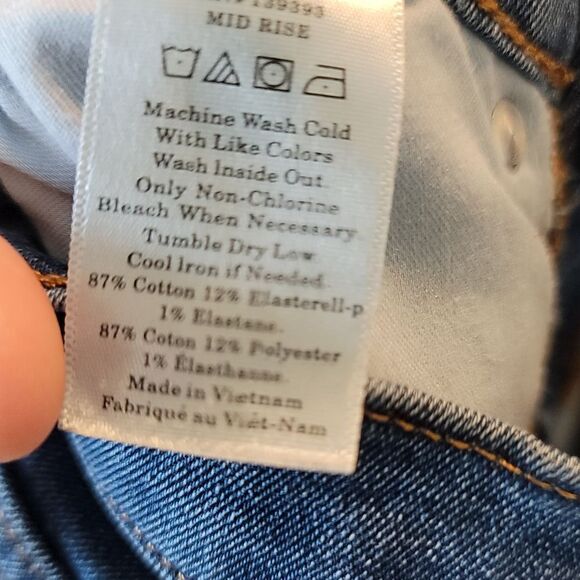 139393
MID RISE
Machine Wash Cold
With Like Colors
Wash Inside Out.
Only Non-Chlorine
Bleach When Necessary
Tumble Dry Low
Cool Iron if Needed.
87% Cotton 12% Elasterell-p
1% Elastane.
87% Coton 12% Polyester
1% Élasthanne.
Made in Vietnam
Fabriqué au Viêt-Nam